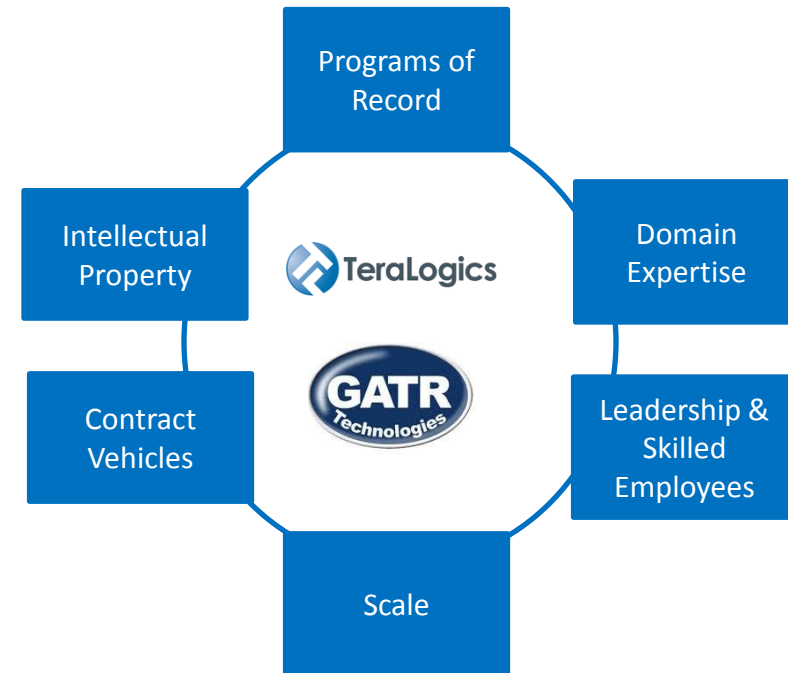 Programs of
Record
Intellectual
Property
Domain
Expertise
TeraLogics
GATR
Technologies
Contract
Vehicles
Leadership &
Skilled
Employees
Scale